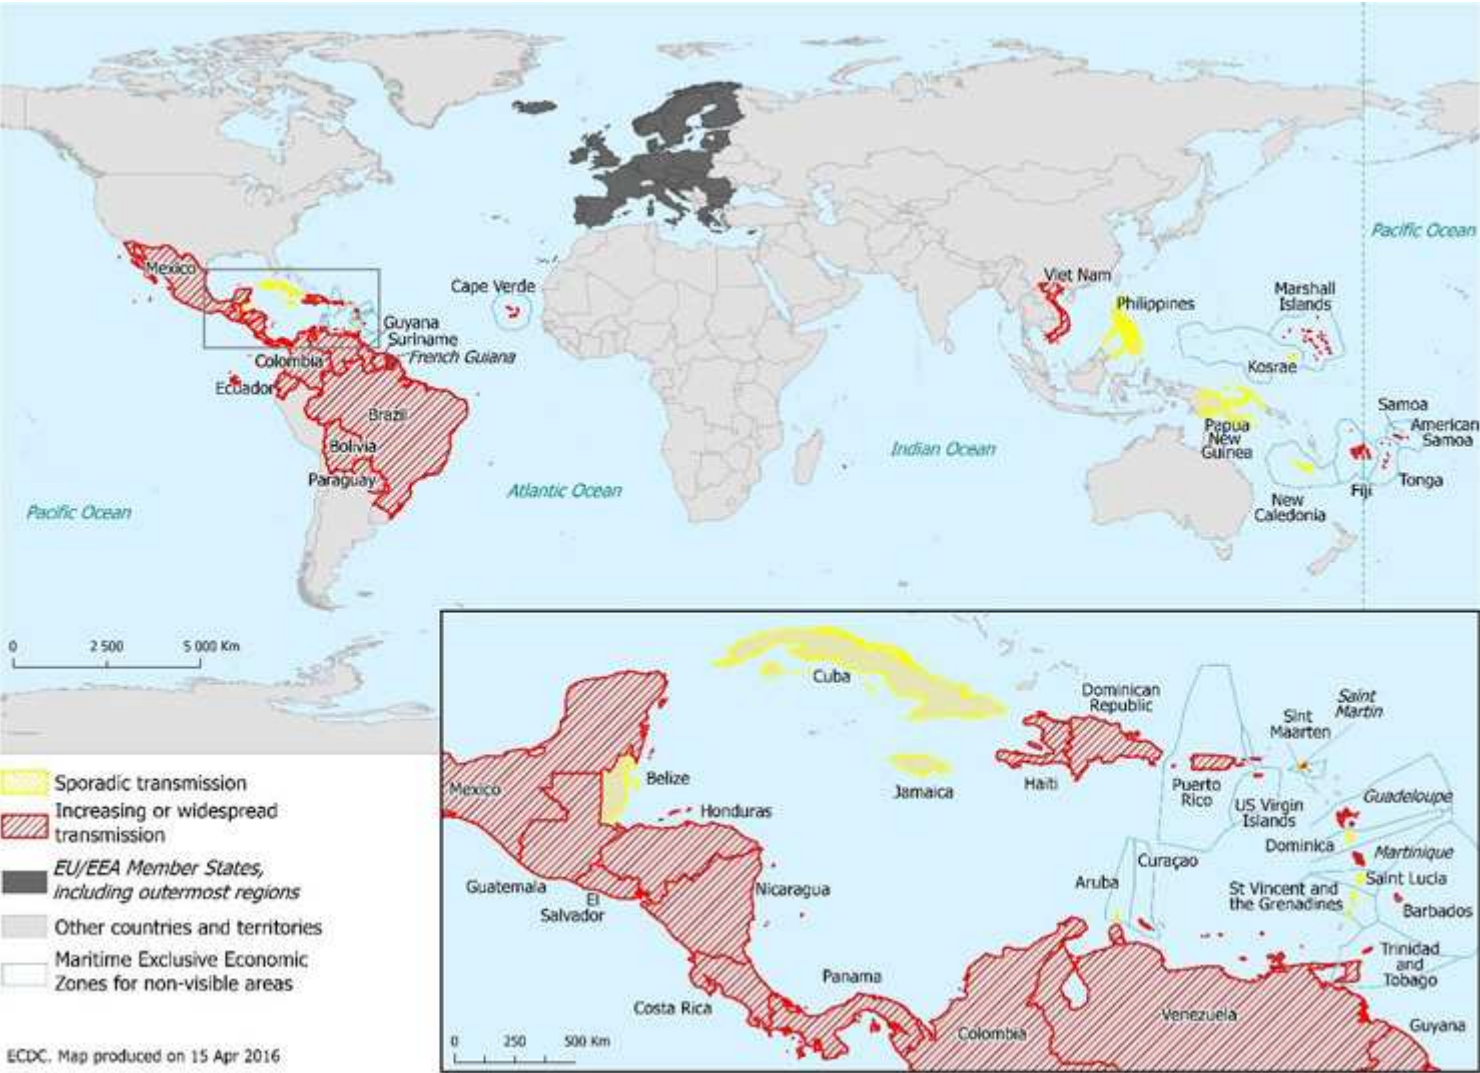 Pacific Ocean
Mexico
Cape Verde
Viet Nam
Philippines
Marshall
Islands
Guyana
Suriname
French Guiana
Colombia
Kosrae
Ecuador
Brazil
Samoa
American
Samoa
Papua
New
Guinea
Bolivia
Indian Ocean
Paraguay
Atlantic Ocean
Tonga
Fiji
New
Caledonia
Pacific Ocean
0 2 500 5 000 Km
Cuba
Dominican
Republic
Saint
Martin
Sint
Maarten
Mexico
Belize
Jamaica
Haiti
Puerto
Rico
US Virgin
Islands
Guadeloupe
Honduras
Dominica
Martinique
Curaçao
Aruba
Saint Lucia
St Vincent and
the Grenadines
Barbados
Guatemala
El
Salvador
Nicaragua
Trinidad
and
Tobago
Panama
Costa Rica
Colombia
Venezuela
Guyana
0 250 500 Km
Sporadic transmission
Increasing or widespread
transmission
EU/EEA Member States,
including outermost regions
Other countries and territories
Maritime Exclusive Economic
Zones for non-visible areas
ECDC. Map produced on 15 Apr 2016